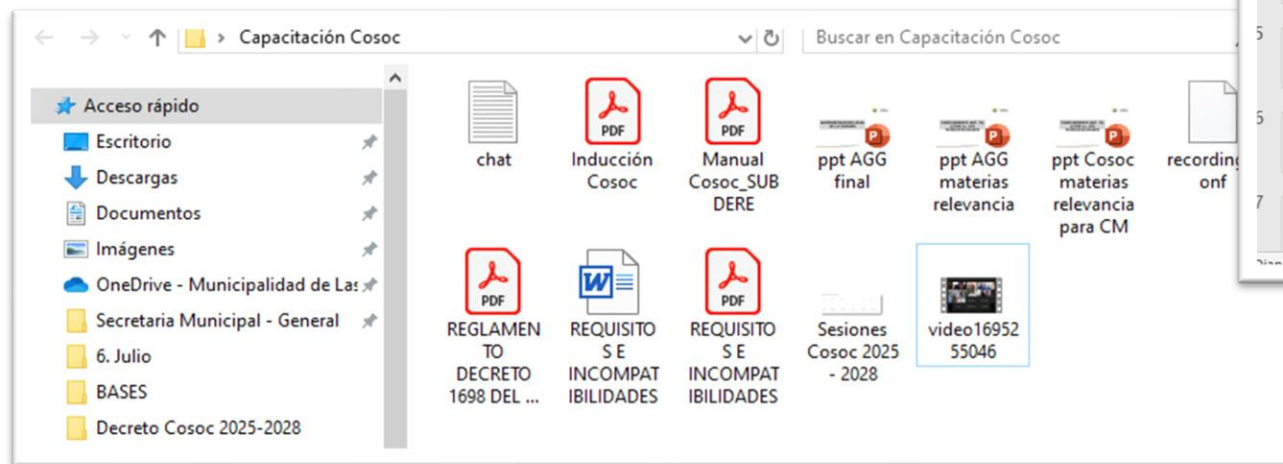 Capacitación Cosoc
Buscar en Capacitación Cosoc
Acceso rápido
Escritorio
Descargas
Documentos
Imágenes
OneDrive - Municipalidad de Las
Secretaria Municipal - General
6. Julio
BASES
Decreto Cosoc 2025-2028
chat
PDF
Inducción
Cosoc
PDF
Manual
Cosoc_SUB
DERE
P
ppt AGG
final
P
ppt AGG
materias
relevancia
P
ppt Cosoc
materias
relevancia
para CM
recording
onf
PDF
REGLAMEN
TO
DECRETO
1698 DEL ...
W
REQUISITO
S E
INCOMPAT
IBILIDADES
PDF
REQUISITO
S E
INCOMPAT
IBILIDADES
Sesiones
Cosoc 2025
- 2028
video16952
55046
5
6
7